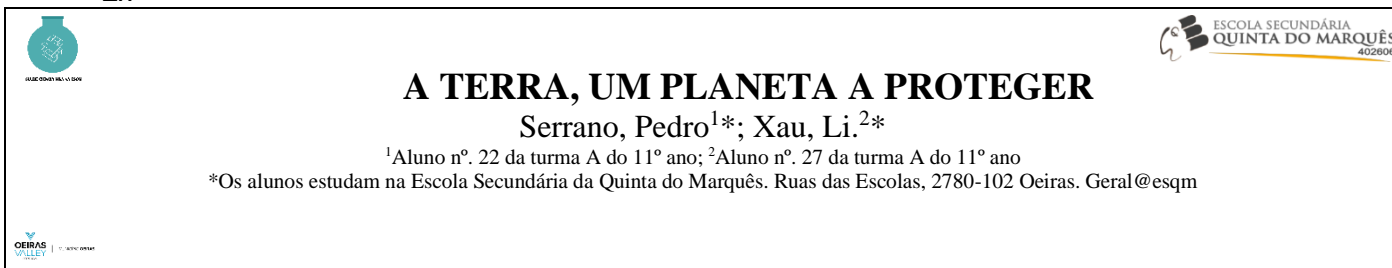 ESCOLA SECUNDÁRIA
QUINTA DO MARQUÊS
402606
A TERRA, UM PLANETA A PROTEGER
Serrano, Pedro¹*; Xau, Li.²*
¹Aluno nº. 22 da turma A do 11º ano; ²Aluno nº. 27 da turma A do 11º ano
*Os alunos estudam na Escola Secundária da Quinta do Marquês. Ruas das Escolas, 2780-102 Oeiras. Geral@esqm
OEIRAS
VALLEY